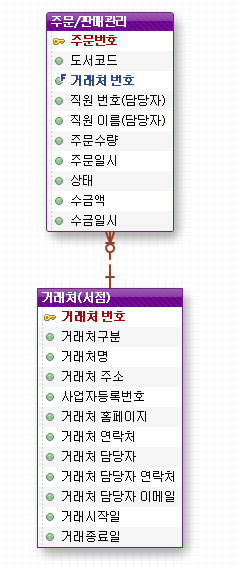 주문/판매관리
주문번호
도서코드
F 거래처 번호
직원 번호(담당자)
직원 이름(담당자)
주문수량
주문일시
상태
수금액
수금일시
거래처(서점)
거래처 번호
거래처구분
거래처명
거래처 주소
사업자등록번호
거래처 홈페이지
거래처 연락처
거래처 담당자
거래처 담당자 연락처
거래처 담당자 이메일
거래시작일
거래종료일